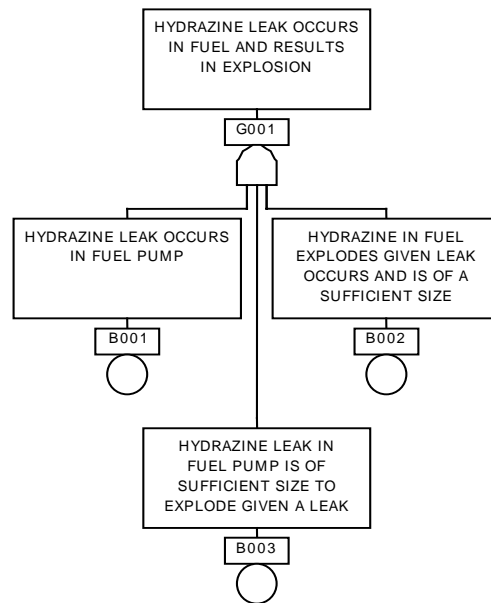 HYDRAZINE LEAK OCCURS
IN FUEL AND RESULTS
IN EXPLOSION
G001
HYDRAZINE LEAK OCCURS
IN FUEL PUMP
B001
HYDRAZINE IN FUEL
EXPLODES GIVEN LEAK
OCCURS AND IS OF A
SUFFICIENT SIZE
B002
HYDRAZINE LEAK IN
FUEL PUMP IS OF
SUFFICIENT SIZE TO
EXPLODE GIVEN A LEAK
B003